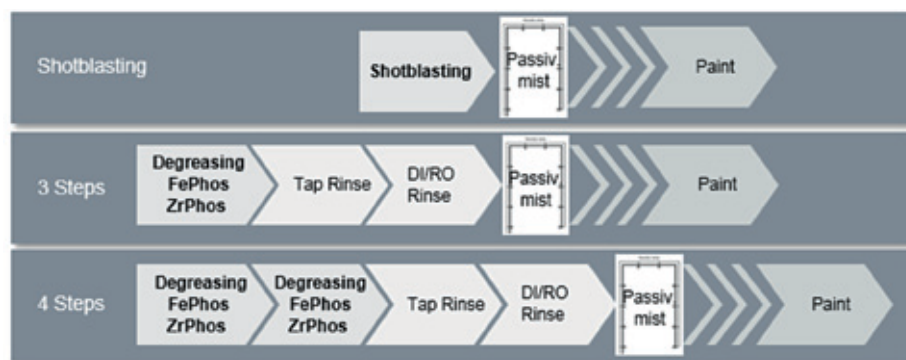 Shotblasting
Shotblasting
Passiv.
mist
Paint
3 Steps
Degreasing
FePhos
ZrPhos
Tap Rinse
DI/RO
Rinse
Passiv.
mist
Paint
4 Steps
Degreasing
FePhos
ZrPhos
Degreasing
FePhos
ZrPhos
Tap Rinse
DI/RO
Rinse
Passiv.
mist
Paint